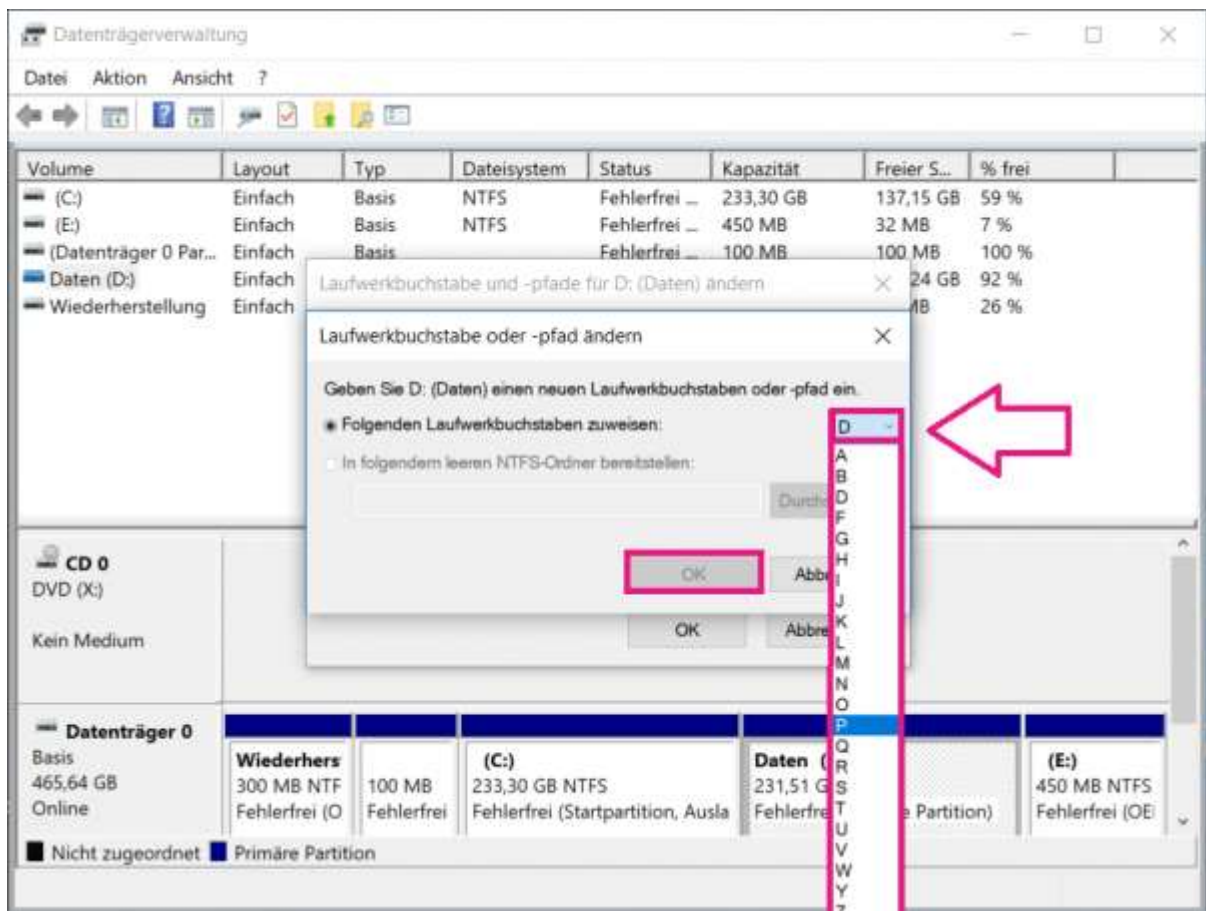 Datenträgerverwaltung
Datei Aktion Ansicht ?
Volume Layout Typ Dateisystem Status Kapazität Freier S... % frei
(C:) Einfach Basis NTFS Fehlerfrei ... 233,30 GB 137,15 GB 59 %
(E:) Einfach Basis NTFS Fehlerfrei ... 450 MB 32 MB 7 %
(Datenträger 0 Par... Einfach Basis Fehlerfrei ... 100 MB 100 MB 100 %
Daten (D:) Einfach 24 GB 92 %
Wiederherstellung Einfach MB 26 %
Laufwerkbuchstabe und -pfade für D: (Daten) ändern
Laufwerkbuchstabe oder -pfad ändern
Geben Sie D: (Daten) einen neuen Laufwerkbuchstaben oder -pfad ein.
Folgenden Laufwerkbuchstaben zuweisen: D
In folgendem leeren NTFS-Ordner bereitstellen:
OK
OK
A
B
D
F
G
H
I
J
K
L
M
N
O
P
Q
R
S
T
U
V
W
Y
Z
CD 0
DVD (X:)
Kein Medium
Datenträger 0
Basis
465,64 GB
Online
Wiederhers
300 MB NTF
Fehlerfrei (O
100 MB
Fehlerfrei
(C:)
233,30 GB NTFS
Fehlerfrei (Startpartition, Ausla
Daten (
231,51 G
Fehlerfre e Partition)
(E:)
450 MB NTFS
Fehlerfrei (OE
Nicht zugeordnet Primäre Partition